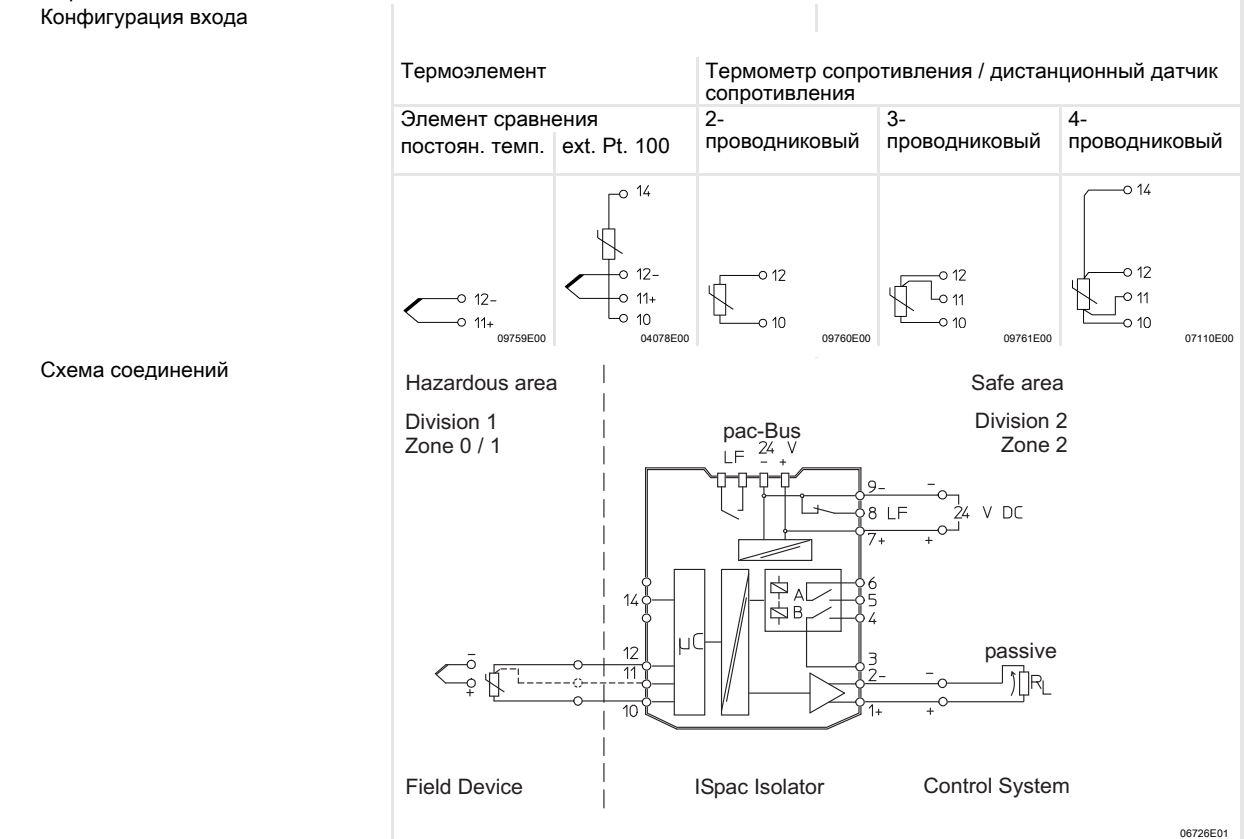 Конфигурация входа
Термоэлемент
Термометр сопротивления / дистанционный датчик
сопротивления
Элемент сравнения
постоян. темп.
ext. Pt. 100
2-
проводниковый
3-
проводниковый
4-
проводниковый
12-
11+
09759E00
14
12-
11+
10
04078E00
12
10
09760E00
12
11
10
09761E00
14
12
11
10
07110E00
Схема соединений
Hazardous area
Safe area
Division 1
Zone 0 / 1
Division 2
Zone 2
pac-Bus
LF 24 V
- +
9- -
8 LF 24 V DC
7+ +
14
µC
A
B
6
5
4
3
12
11
10
-
+
2- -
1+ +
passive
RL
Field Device
ISpac Isolator
Control System
06726E01